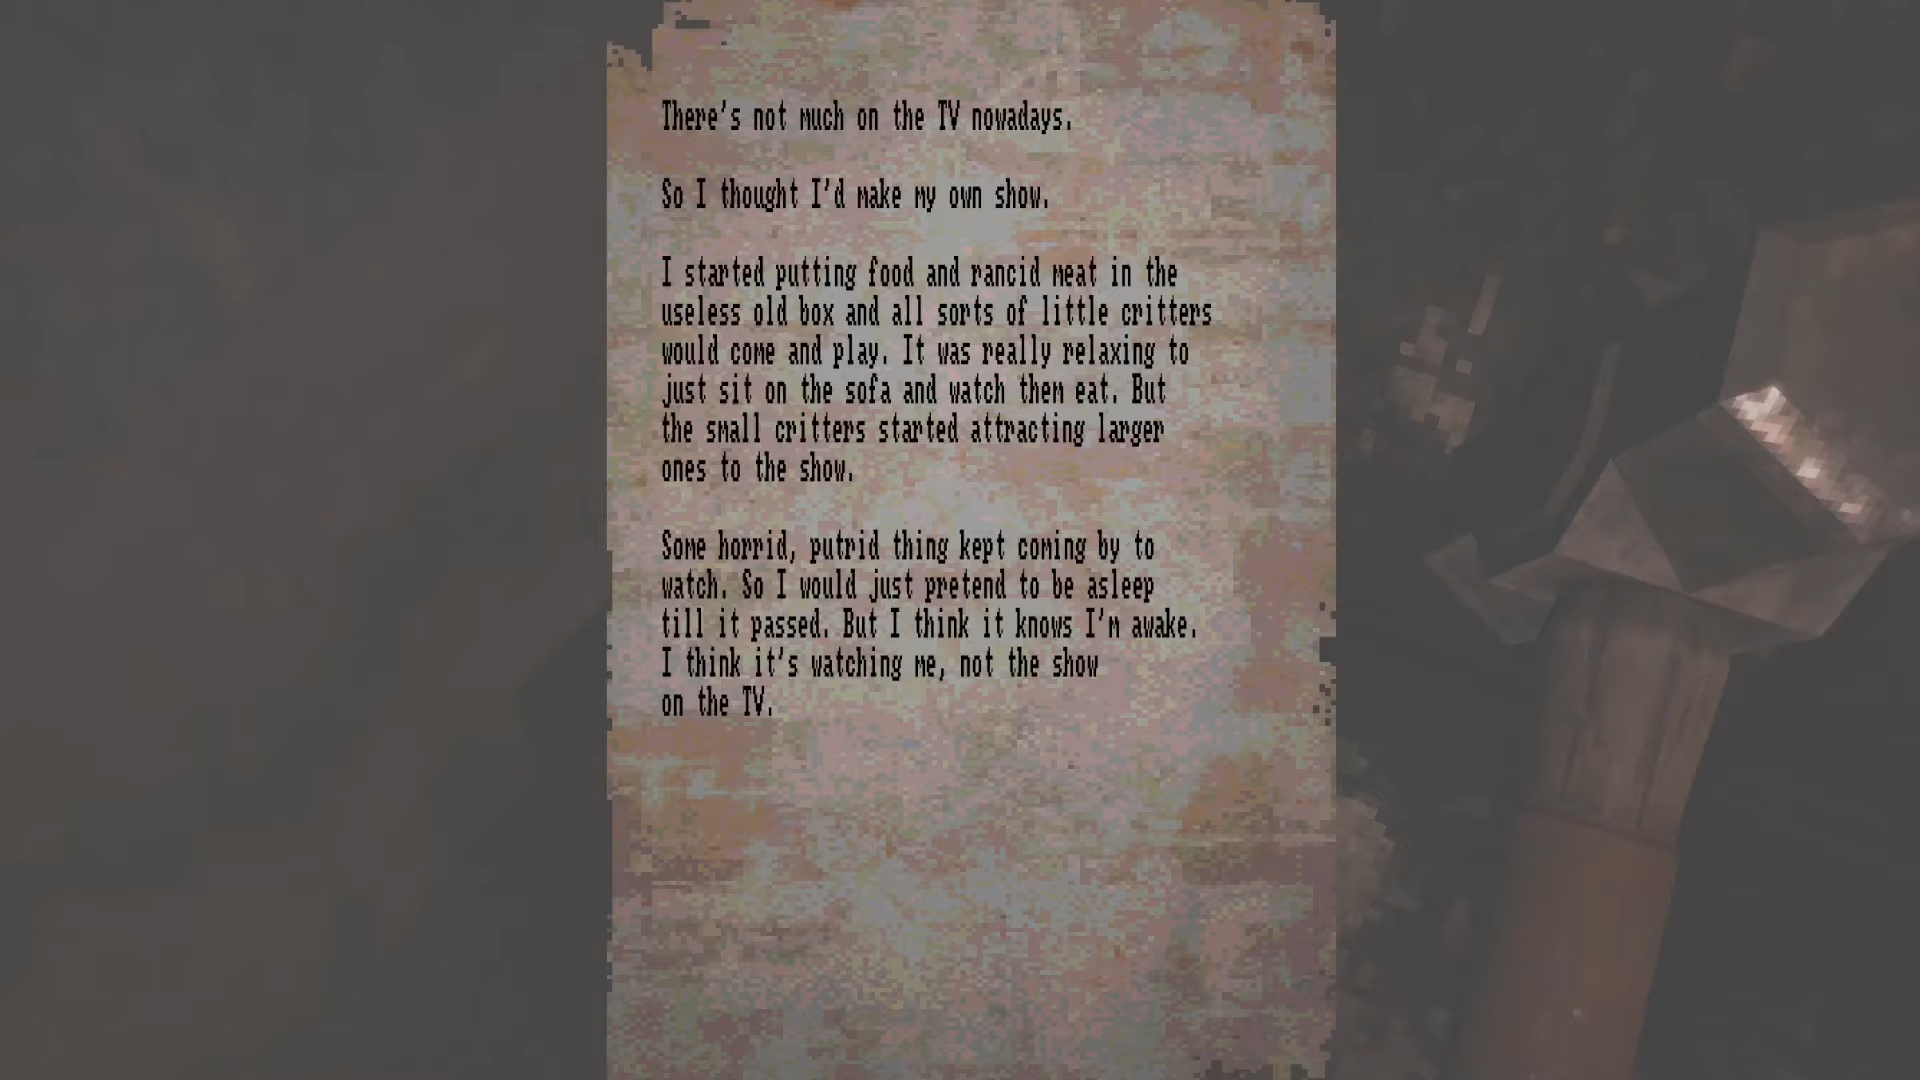 There's not much on the TV nowadays.
So I thought I'd make my own show.
I started putting food and rancid meat in the
useless old box and all sorts of little critters
would come and play. It was really relaxing to
just sit on the sofa and watch them eat. But
the small critters started attracting larger
ones to the show.
Some horrid, putrid thing kept coming by to
watch. So I would just pretend to be asleep
till it passed. But I think it knows I'm awake.
I think it's watching me, not the show
on the TV.